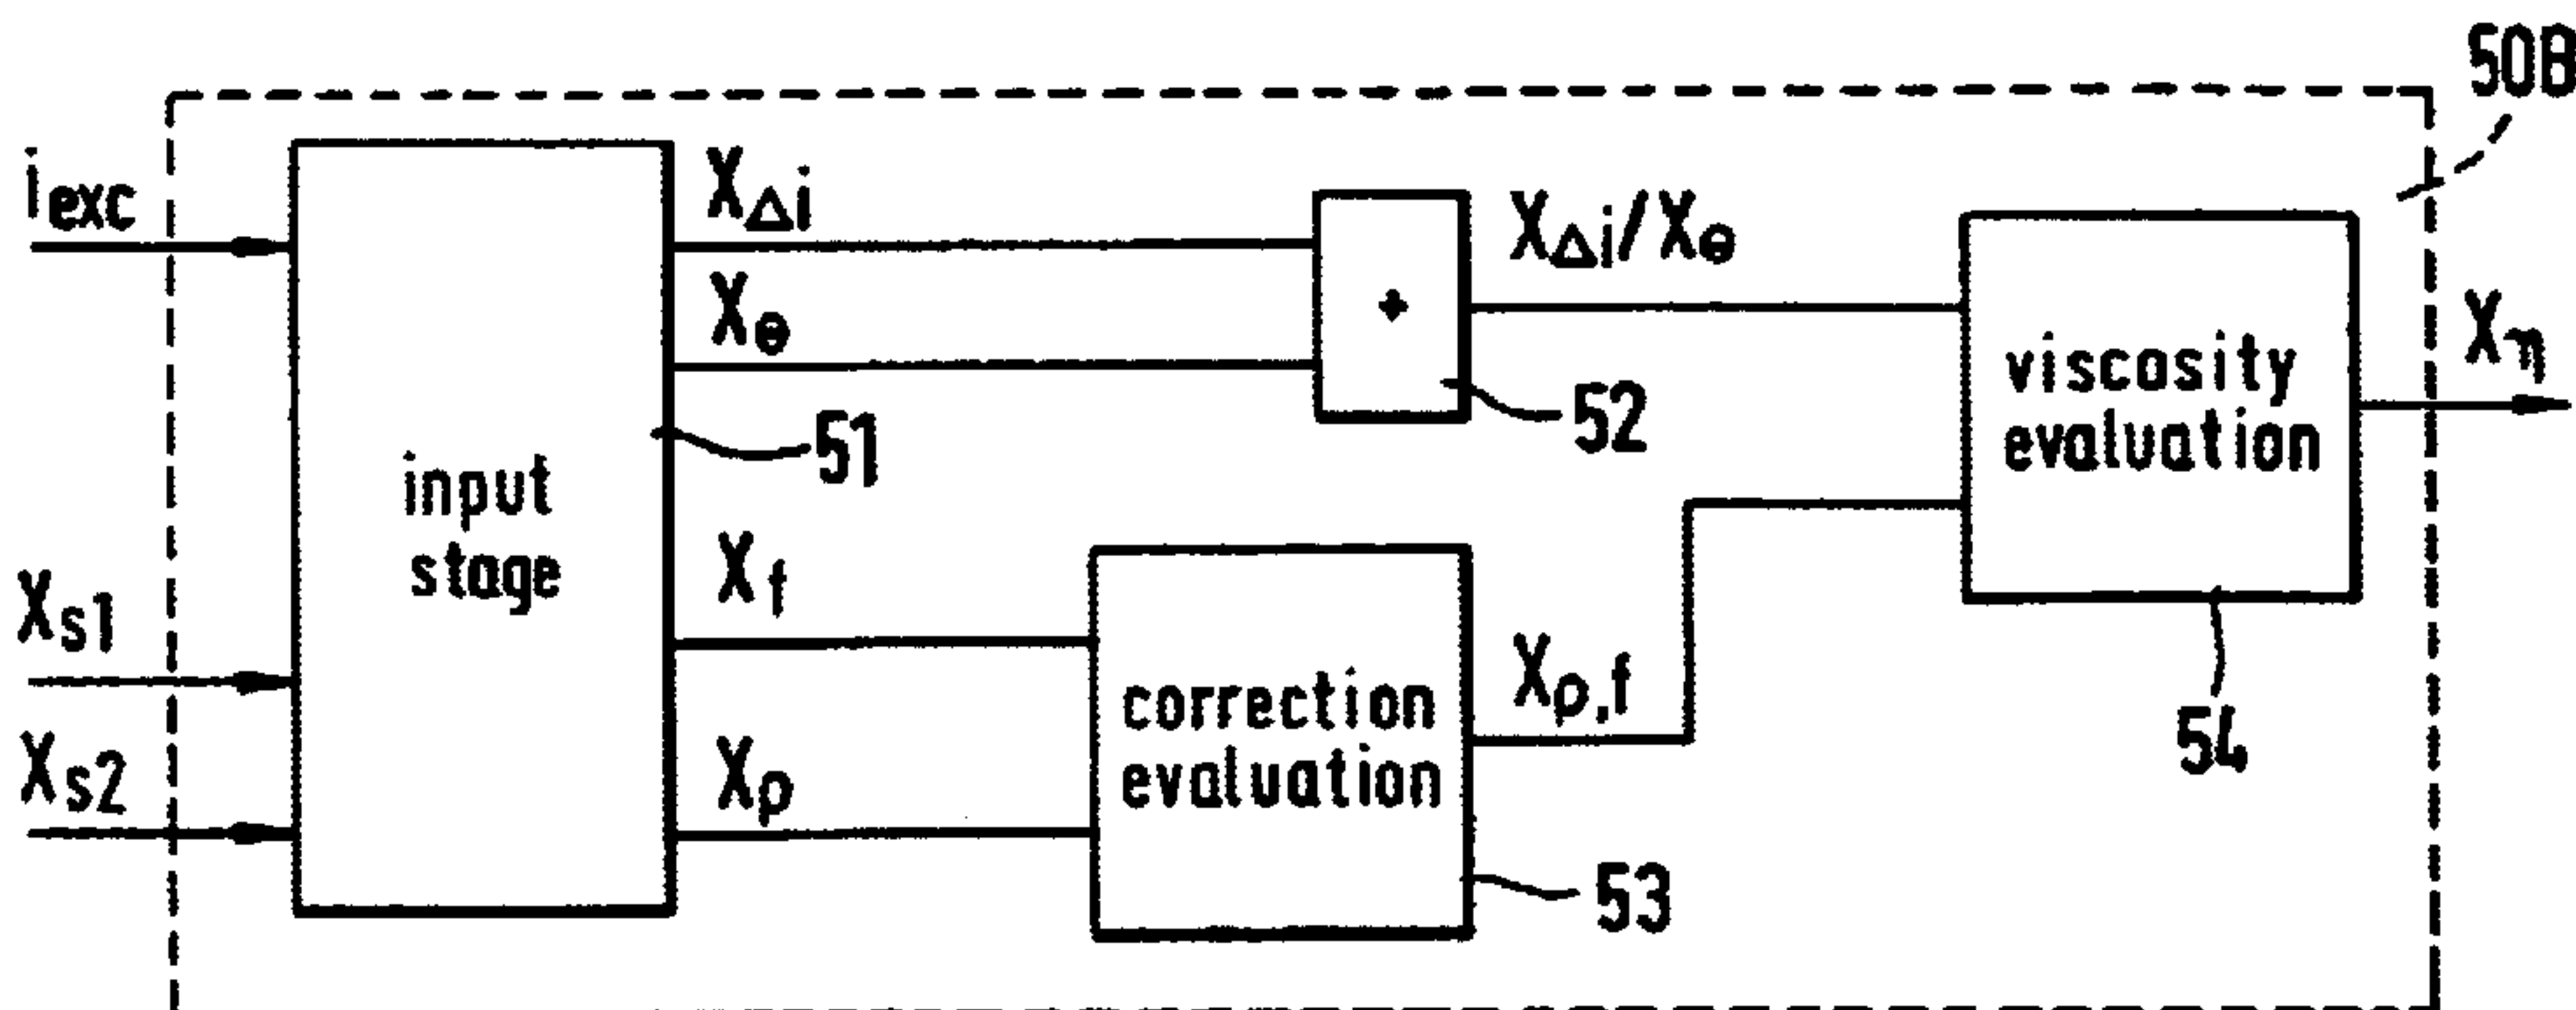 50B
i_exc
X_Δi
X_Δi/X_Θ
X_Θ
÷
viscosity
evaluation
X_η
52
51
input
stage
X_s1
X_f
X_ρ,f
correction
evaluation
54
X_s2
X_ρ
53